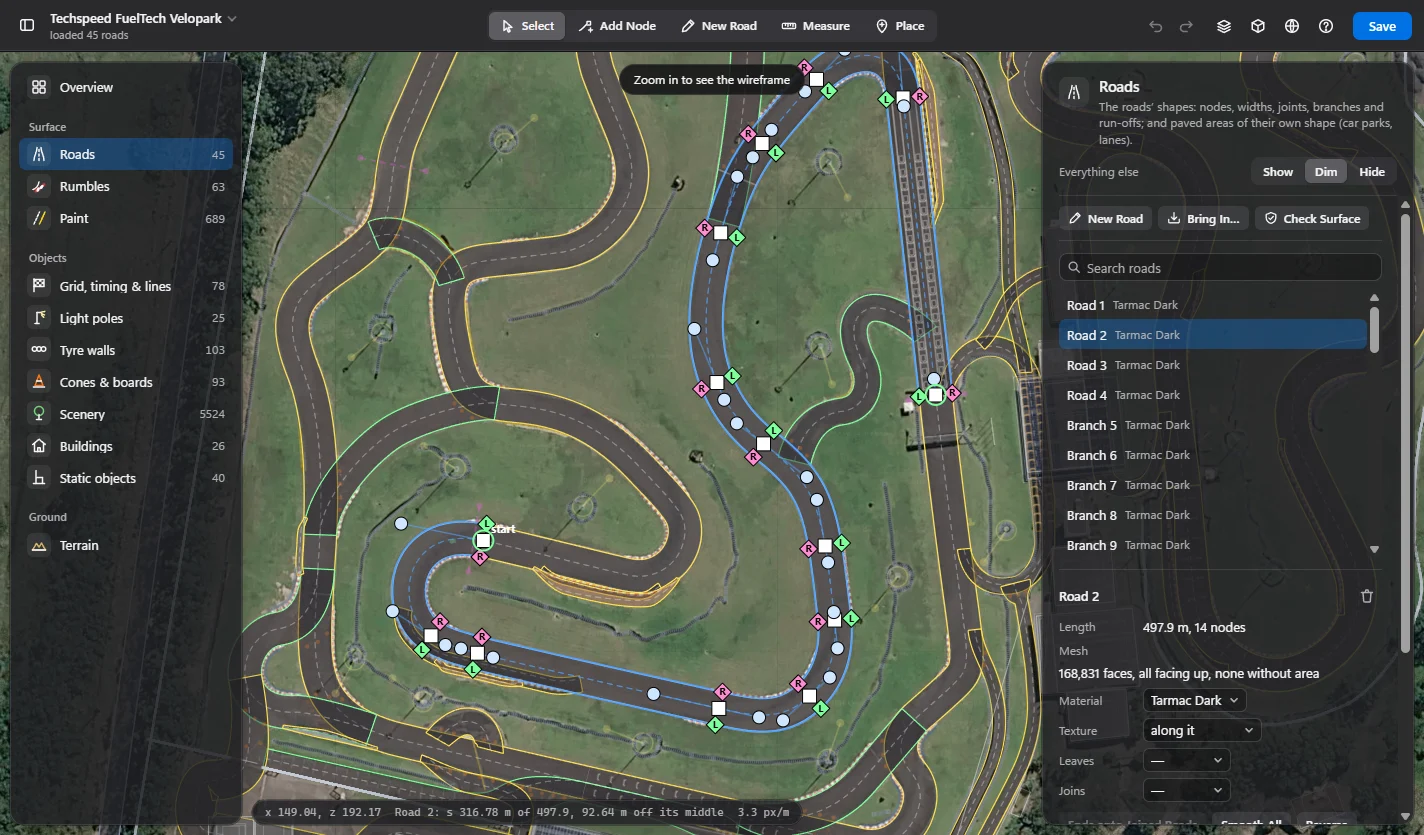 Techspeed FuelTech Velopark
loaded 45 roads
Select
Add Node
New Road
Measure
Place
Save
Zoom in to see the wireframe
Overview
Surface
Roads 45
Rumbles 63
Paint 689
Objects
Grid, timing & lines 78
Light poles 25
Tyre walls 103
Cones & boards 93
Scenery 5524
Buildings 26
Static objects 40
Ground
Terrain
start
x 149.04, z 192.17 Road 2: s 316.78 m of 497.9, 92.64 m off its middle 3.3 px/m
Roads
The roads' shapes: nodes, widths, joints, branches and
run-offs; and paved areas of their own shape (car parks,
lanes).
Everything else
Show
Dim
Hide
New Road
Bring In...
Check Surface
Search roads
Road 1 Tarmac Dark
Road 2 Tarmac Dark
Road 3 Tarmac Dark
Road 4 Tarmac Dark
Branch 5 Tarmac Dark
Branch 6 Tarmac Dark
Branch 7 Tarmac Dark
Branch 8 Tarmac Dark
Branch 9 Tarmac Dark
Road 2
Length 497.9 m, 14 nodes
Mesh
168,831 faces, all facing up, none without area
Material Tarmac Dark
Texture along it
Leaves —
Joins —
Smooth All
Reverse